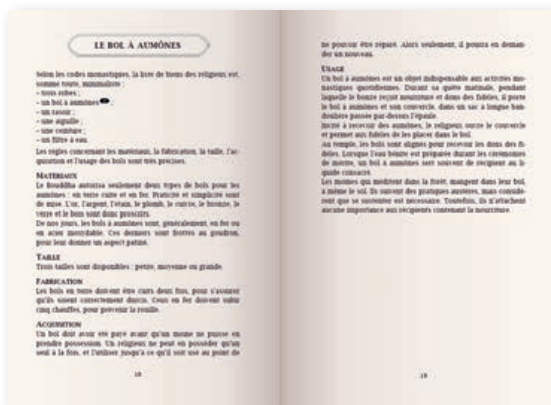 LE BOL À AUMÔNES
Selon les codes monastiques, la liste de biens des religieux est,
somme toute, minimaliste :
– trois robes ;
– un bol à aumônes ;
– un rasoir ;
– une aiguille ;
– une ceinture ;
– un filtre à eau.
Les règles concernant les matériaux, la fabrication, la taille, l'ac-
quisition et l'usage des bols sont très précises.
MATÉRIAUX
Le Bouddha autorisa seulement deux types de bols pour les
aumônes : en terre cuite et en fer. Praticité et simplicité sont
de mise. L'or, l'argent, l'étain, le plomb, le cuivre, le bronze, le
verre et le bois sont donc proscrits.
De nos jours, les bols à aumônes sont, généralement, en fer ou
en acier inoxydable. Ces derniers sont frottés au goudron,
pour leur donner un aspect patiné.
TAILLE
Trois tailles sont disponibles : petite, moyenne ou grande.
FABRICATION
Les bols en terre doivent être cuits deux fois, pour s'assurer
qu'ils soient correctement durcis. Ceux en fer doivent subir
cinq chauffes, pour prévenir la rouille.
ACQUISITION
Un bol doit avoir été payé avant qu'un moine ne puisse en
prendre possession. Un religieux ne peut en posséder qu'un
seul à la fois, et l'utiliser jusqu'à ce qu'il soit usé au point de
18
ne pouvoir être réparé. Alors seulement, il pourra en deman-
der un nouveau.
USAGE
Un bol à aumônes est un objet indispensable aux activités mo-
nastiques quotidiennes. Durant sa quête matinale, pendant
laquelle le bonze reçoit nourriture et dons des fidèles, il porte
le bol à aumônes et son couvercle, dans un sac à longue ban-
doulière passée par-dessus l'épaule.
Invité à recevoir des aumônes, le religieux ouvre le couvercle
et permet aux fidèles de les placer dans le bol.
Au temple, les bols sont alignés pour recevoir les dons des fi-
dèles. Lorsque l'eau bénite est préparée durant les cérémonies
de mérite, un bol à aumônes sert souvent de récipient au li-
quide consacré.
Les moines qui méditent dans la forêt, mangent dans leur bol,
à même le sol. Ils suivent des pratiques austères, mais considè-
rent que se sustenter est nécessaire. Toutefois, ils n'attachent
aucune importance aux récipients contenant la nourriture.
19